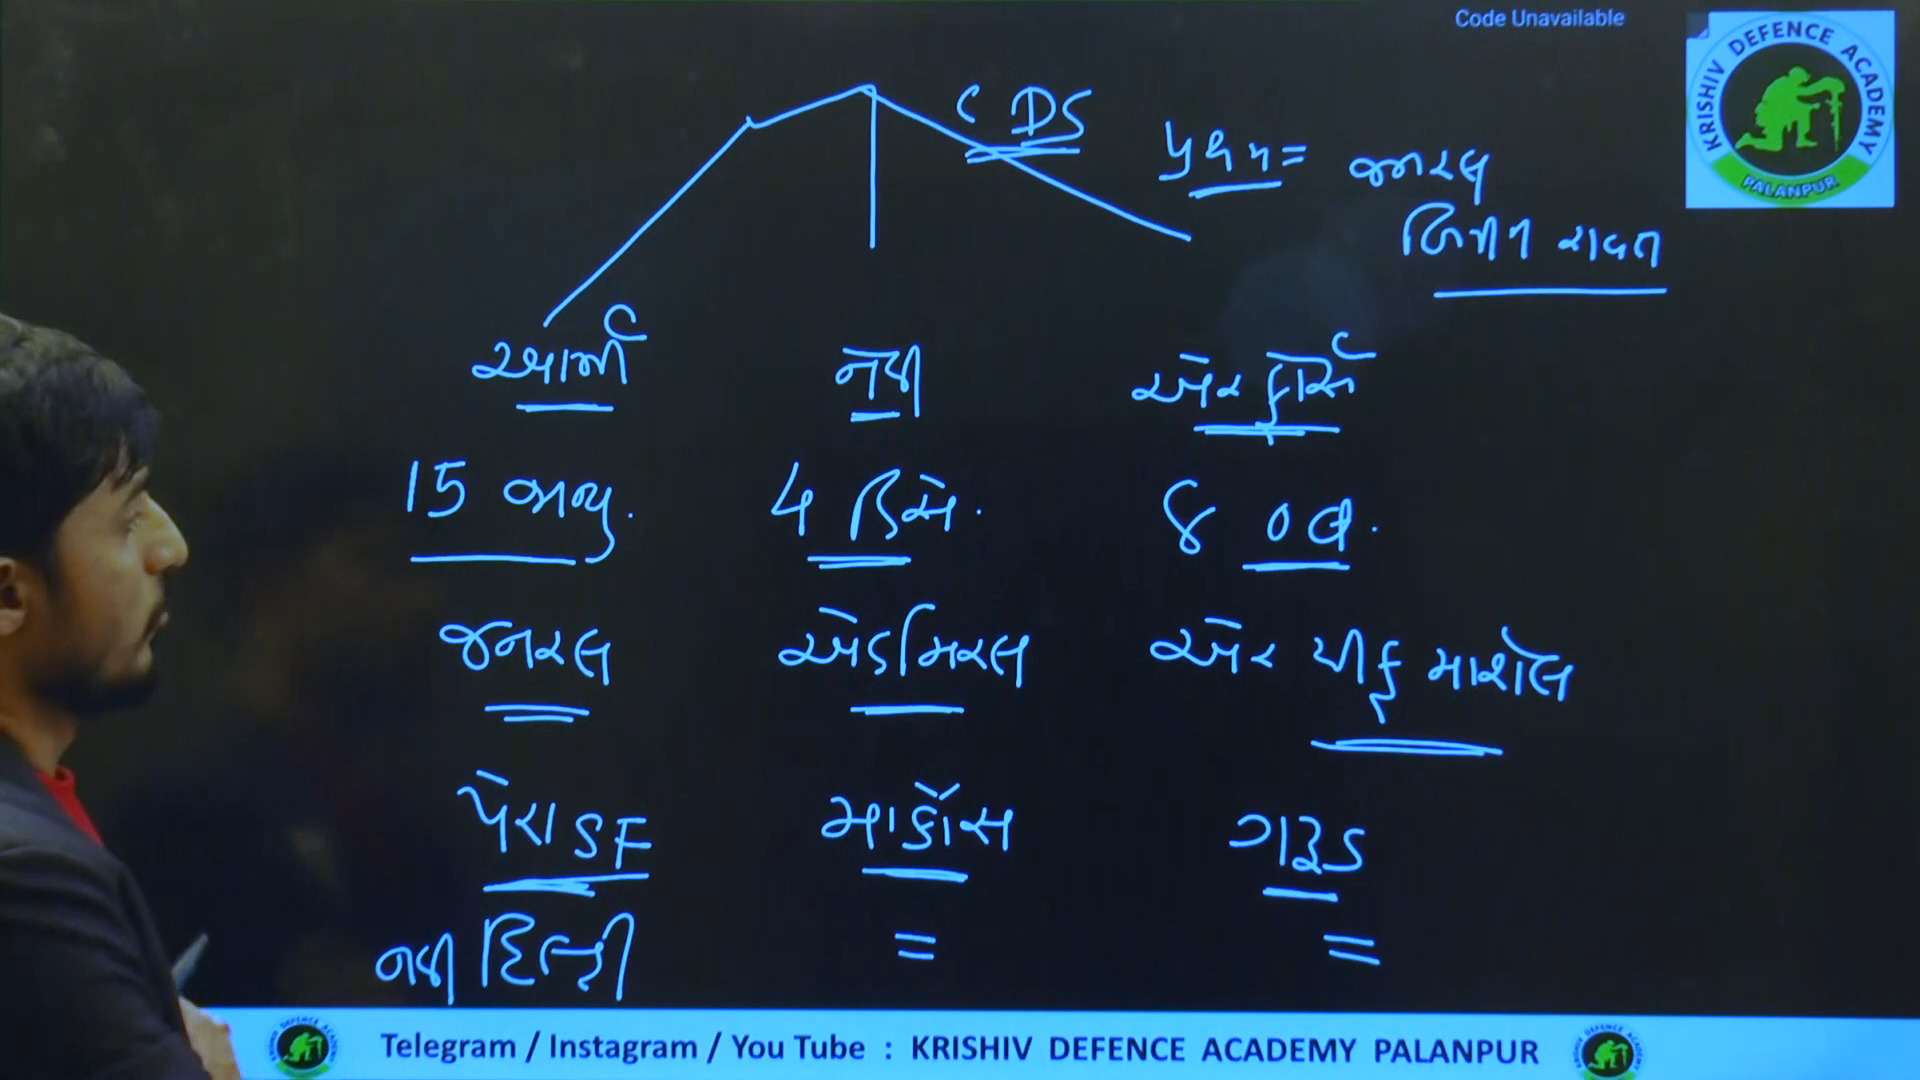 Code Unavailable
KRISHIV DEFENCE ACADEMY
PALANPUR
CDS
પ્રથમ = જનરલ
બિપીન રાવત
આર્મી નેવી એર ફોર્સ
15 જાન્યુ. 4 ડિસે. 8 ઓક્ટો.
જનરલ એડમિરલ એર ચીફ માર્શલ
પેરા SF માર્કોસ ગરૂડ
નવી દિલ્હી = =
Telegram / Instagram / You Tube : KRISHIV DEFENCE ACADEMY PALANPUR